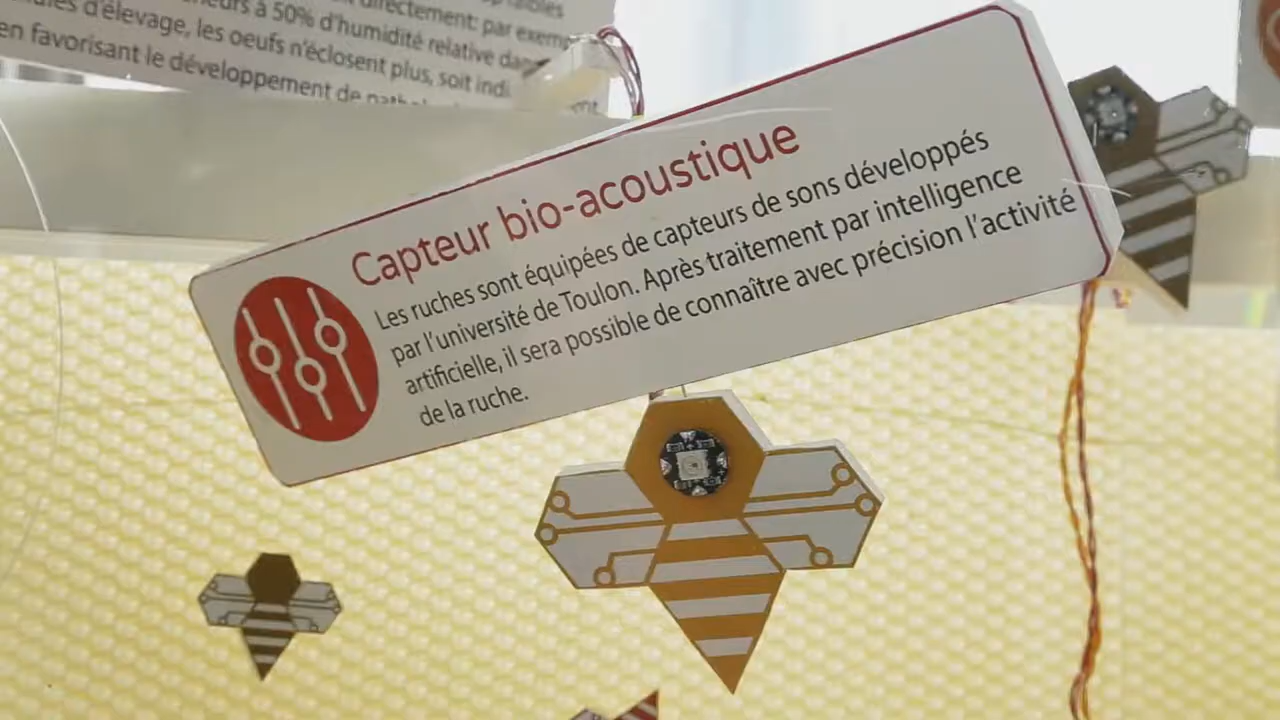 directement: par exem
à 50% d'humidité relative dan
d'élevage, les oeufs n'éclosent plus, soit indi
en favorisant le développement de
Capteur bio-acoustique
Les ruches sont équipées de capteurs de sons développés
par l'université de Toulon. Après traitement par intelligence
artificielle, il sera possible de connaître avec précision l'activité
de la ruche.